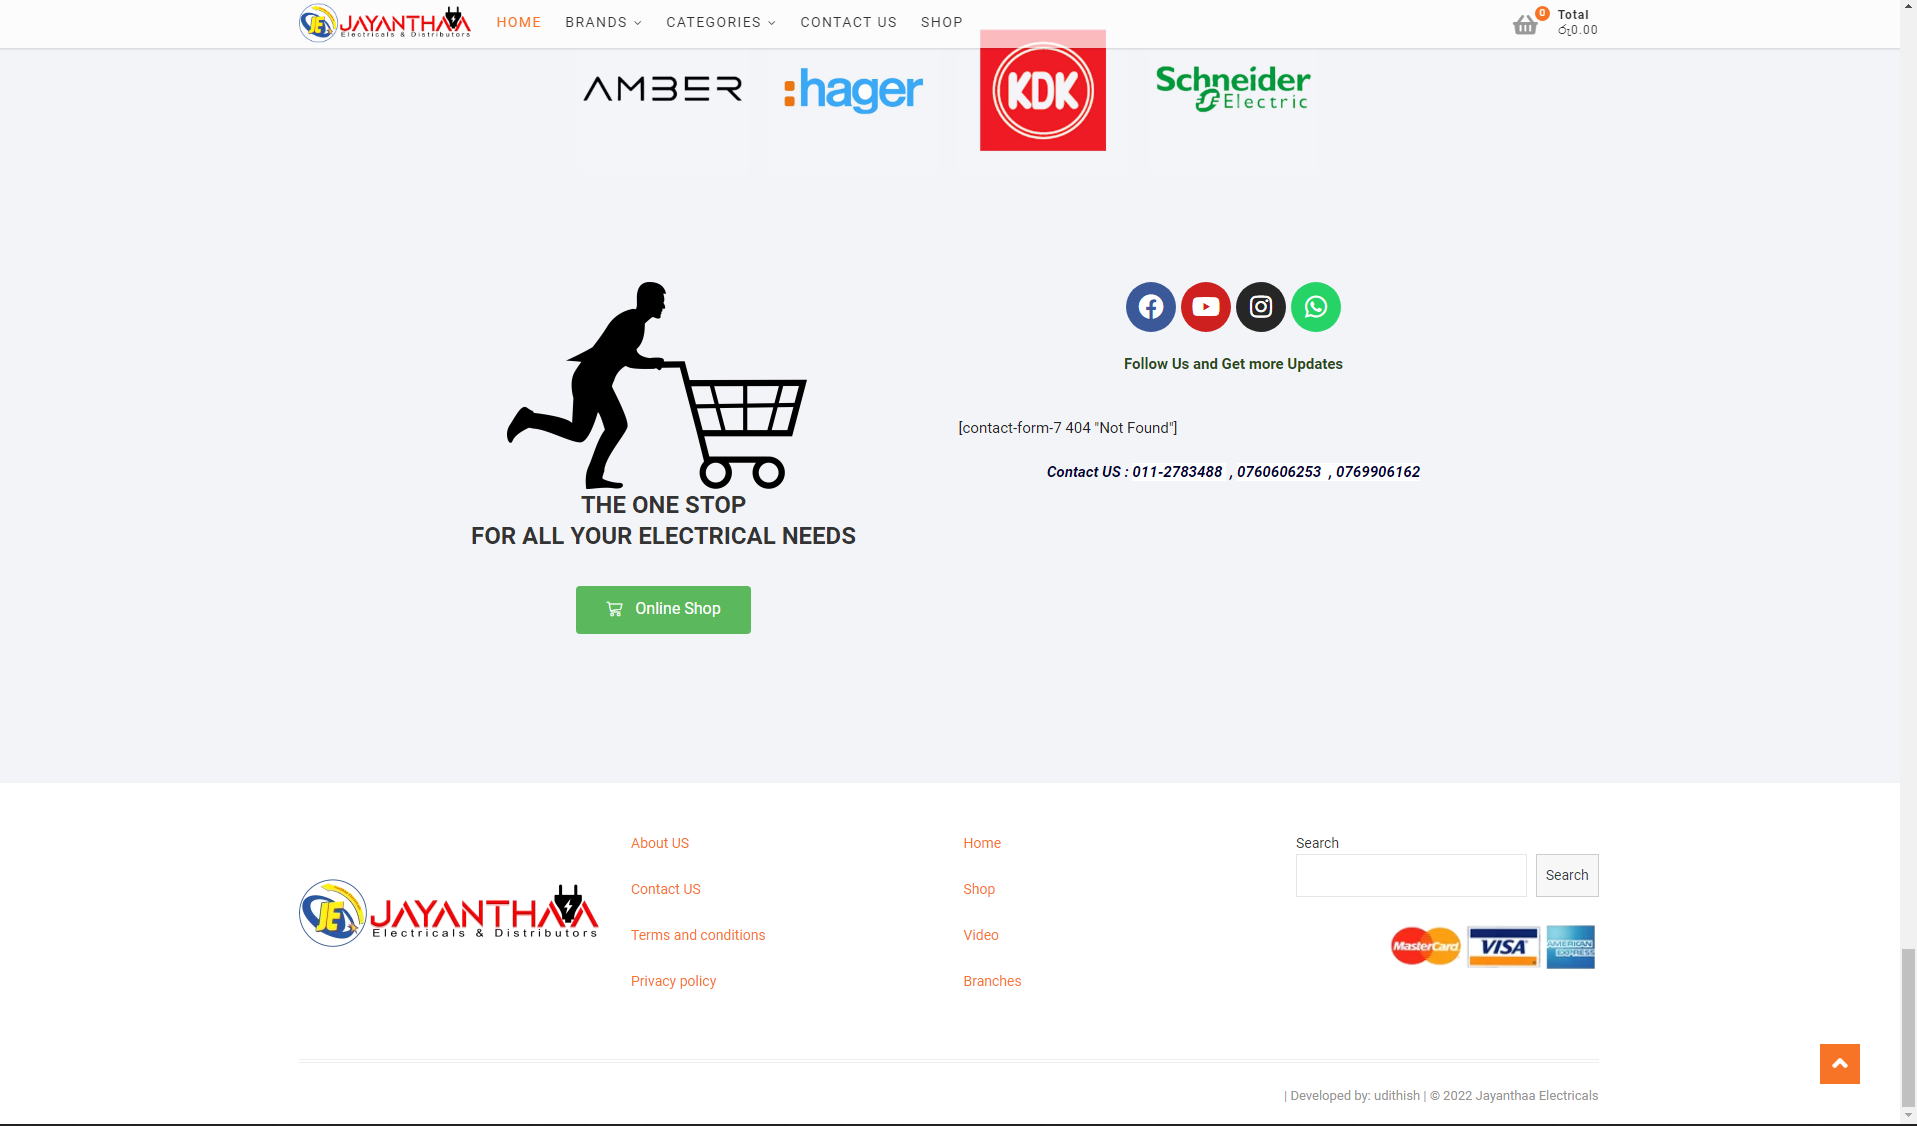 JAYANTHAA
Electricals & Distributors
HOME
BRANDS
CATEGORIES
CONTACT US
SHOP
0
Total
රු0.00
AMBER
:hager
KDK
Schneider
Electric
Follow Us and Get more Updates
[contact-form-7 404 "Not Found"]
Contact US : 011-2783488 , 0760606253 , 0769906162
THE ONE STOP
FOR ALL YOUR ELECTRICAL NEEDS
Online Shop
JE
JAYANTHAA
Electricals & Distributors
About US
Contact US
Terms and conditions
Privacy policy
Home
Shop
Video
Branches
Search
Search
MasterCard
VISA
AMERICAN
EXPRESS
| Developed by: udithish | © 2022 Jayanthaa Electricals